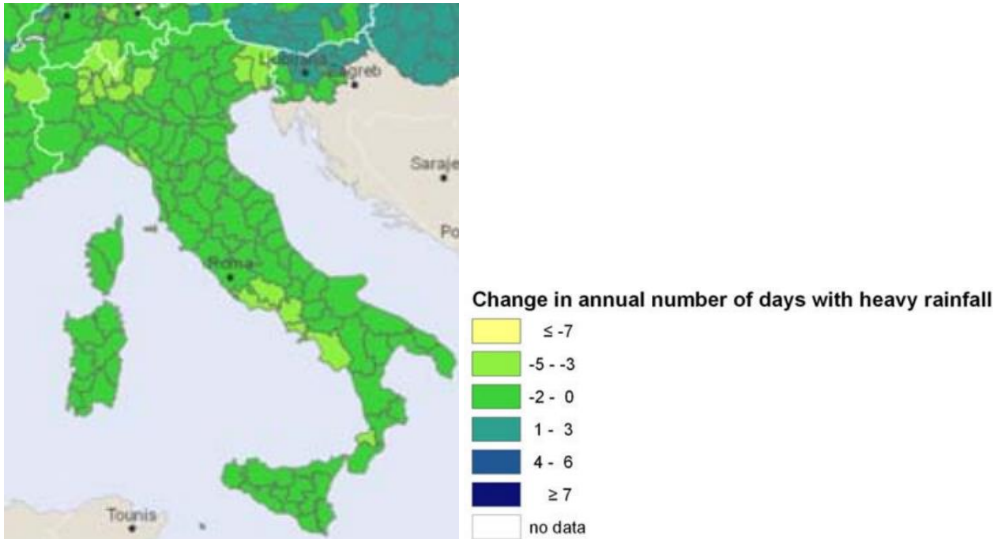 Ljubljana
Zagreb
Saraje
Po
Roma
Tounis
Change in annual number of days with heavy rainfall
≤ -7
-5 - -3
-2 - 0
1 - 3
4 - 6
≥ 7
no data